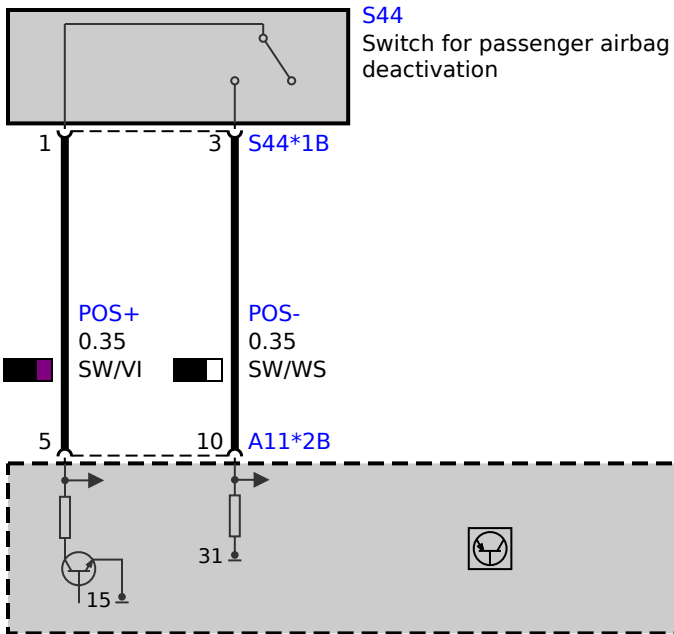 S44
Switch for passenger airbag
deactivation
1
3
S44*1B
POS+
0.35
SW/VI
POS-
0.35
SW/WS
5
10
A11*2B
31
15